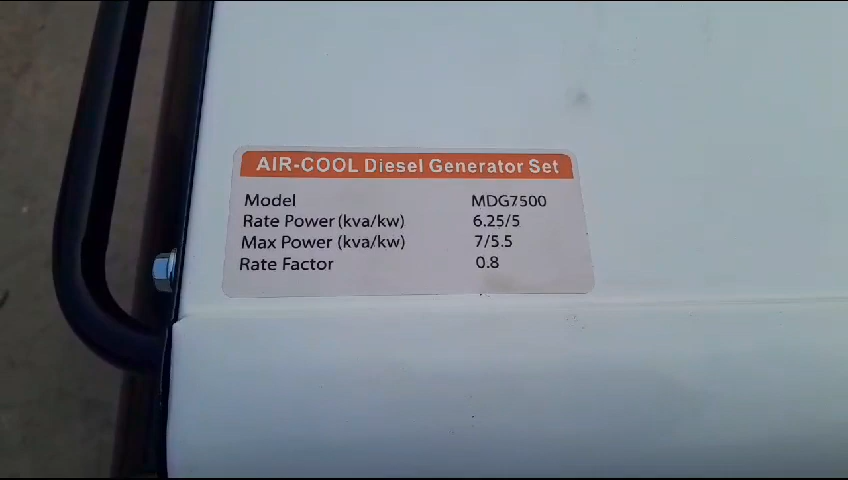 AIR-COOL Diesel Generator Set
Model MDG7500
Rate Power (kva/kw) 6.25/5
Max Power (kva/kw) 7/5.5
Rate Factor 0.8